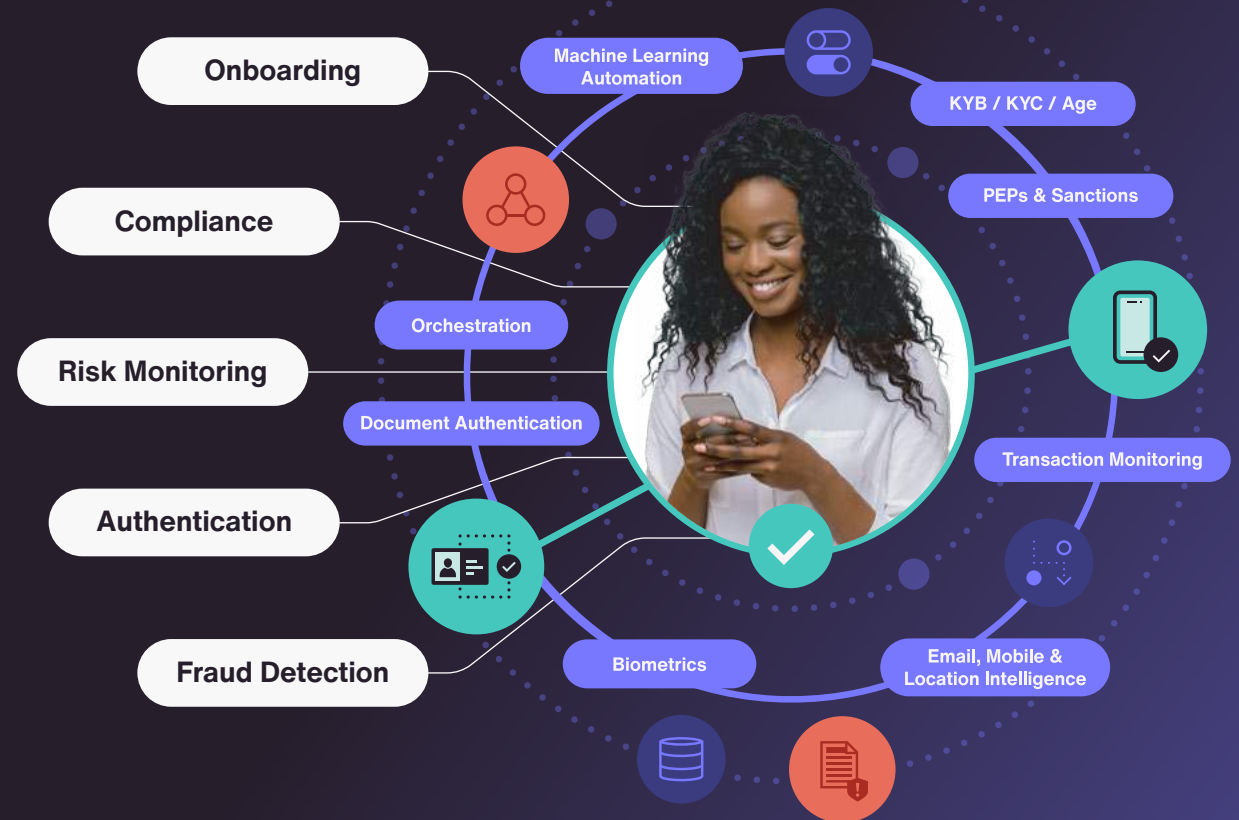 Onboarding
Compliance
Risk Monitoring
Authentication
Fraud Detection
Machine Learning
Automation
KYB / KYC / Age
PEPs & Sanctions
Orchestration
Document Authentication
Transaction Monitoring
Biometrics
Email, Mobile &
Location Intelligence